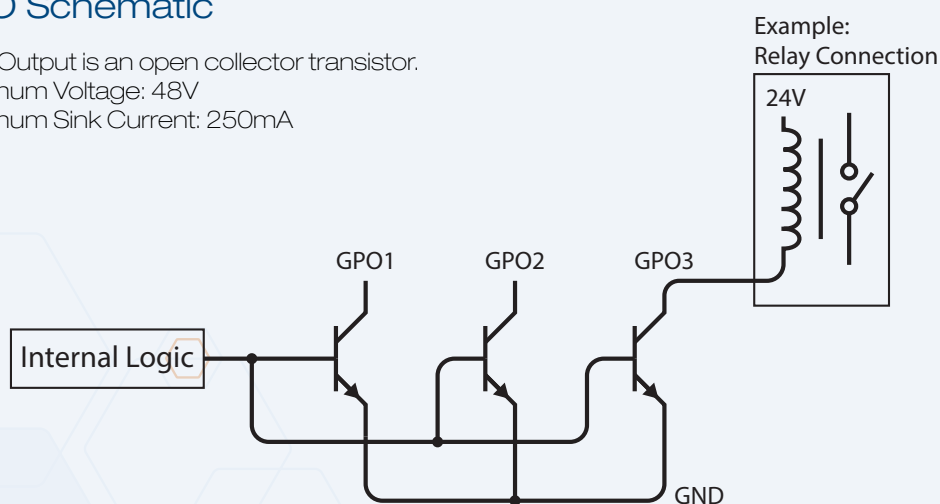 Schematic
Output is an open collector transistor.
Voltage: 48V
Sink Current: 250mA
Example:
Relay Connection
24V
GPO1
GPO2
GPO3
Internal Logic
GND